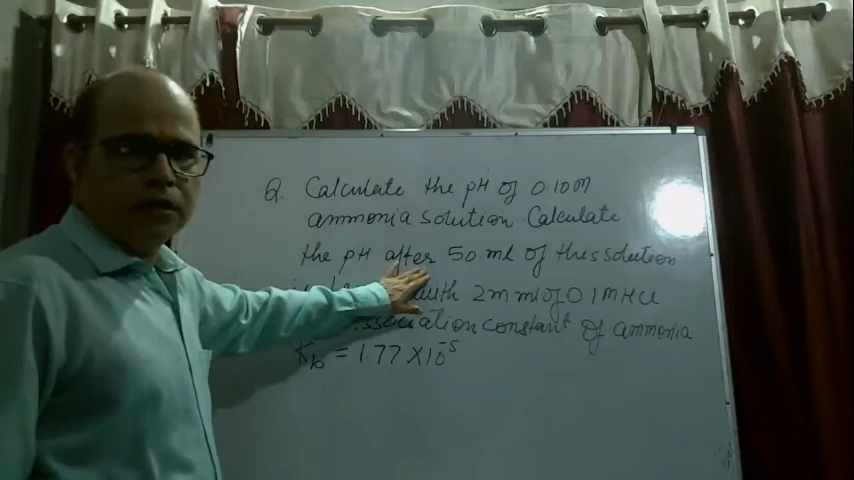 Q. Calculate the pH of 0.10M
ammonia solution. Calculate
the pH after 50 ml of this solution
with 2 ml of 0.1M HCl
dissociation constant of ammonia
Kb = 1.77 X 10⁻⁵